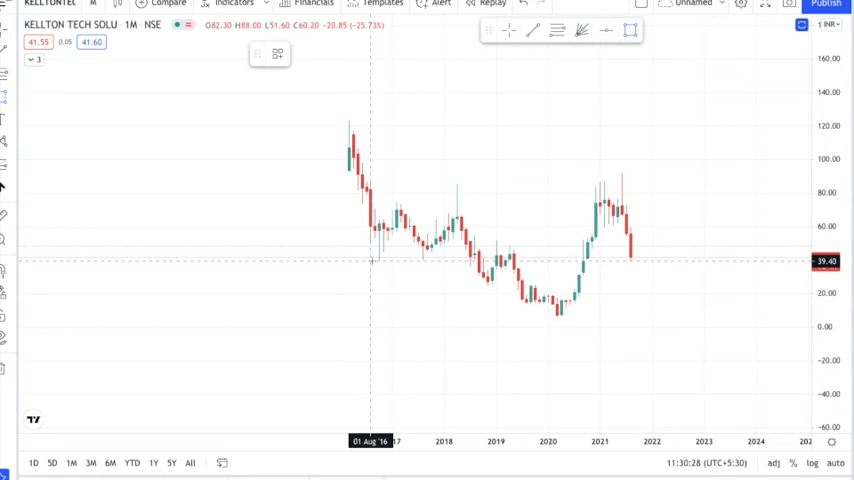 KELLTONTEC M Compare Indicators Financials Templates Alert Replay Unnamed Publish
KELLTON TECH SOLU · 1M · NSE O82.30 H88.00 L51.60 C60.20 -20.85 (-25.73%)
INR
41.55 0.05 41.60
3
160.00
140.00
120.00
100.00
80.00
60.00
39.40
20.00
0.00
-20.00
-40.00
-60.00
01 Aug '16 17 2018 2019 2020 2021 2022 2023 2024 202
1D 5D 1M 3M 6M YTD 1Y 5Y All 11:30:28 (UTC+5:30) adj % log auto